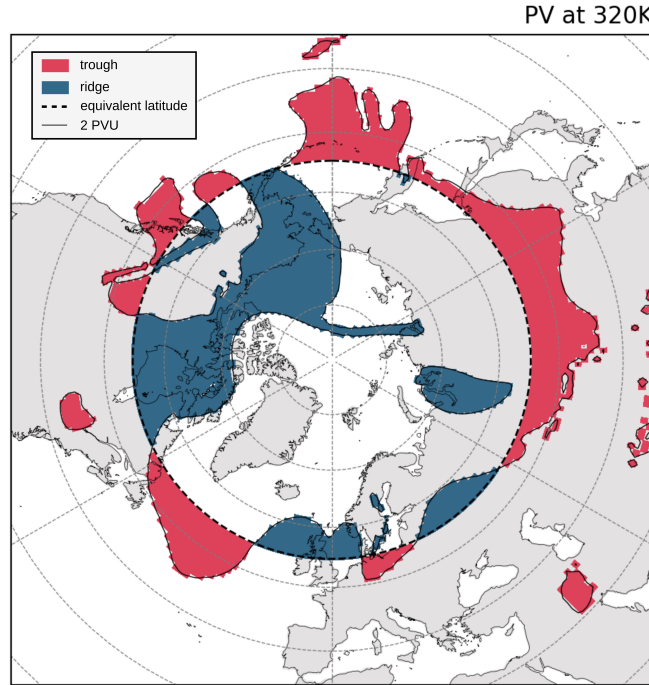 PV at 320K
trough
ridge
equivalent latitude
2 PVU